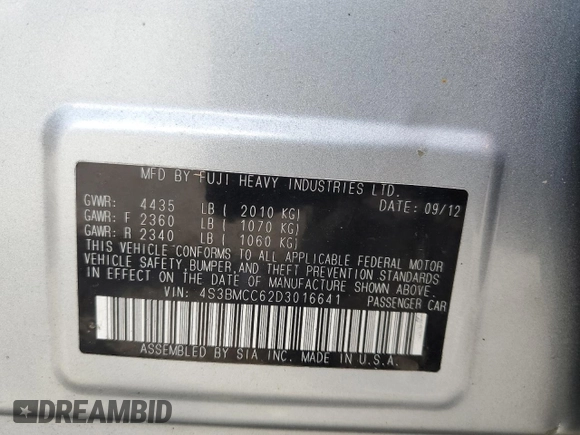 MFD BY FUJI HEAVY INDUSTRIES LTD.
GVWR: 4435 LB ( 2010 KG) DATE: 09/12
GAWR: F 2360 LB ( 1070 KG)
GAWR: R 2340 LB ( 1060 KG)
THIS VEHICLE CONFORMS TO ALL APPLICABLE FEDERAL MOTOR
VEHICLE SAFETY, BUMPER, AND THEFT PREVENTION STANDARDS
IN EFFECT ON THE DATE OF MANUFACTURE SHOWN ABOVE.
VIN: 4S3BMCC62D3016641 PASSENGER CAR
ASSEMBLED BY SIA INC. MADE IN U.S.A.
DREAMBID